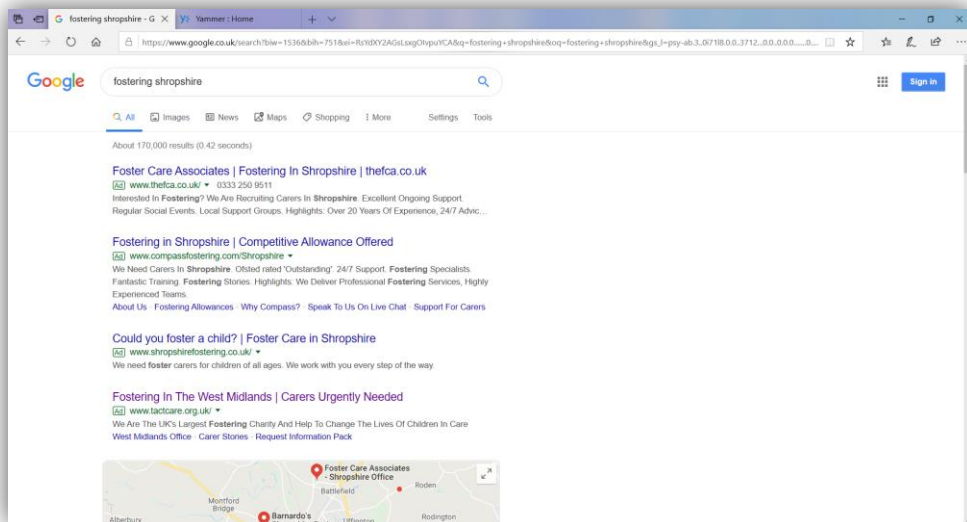 fostering shropshire - G
Yammer : Home
Google
fostering shropshire
Sign in
All Images News Maps Shopping More Settings Tools
About 170,000 results (0.42 seconds)
Foster Care Associates | Fostering In Shropshire | thefca.co.uk
Ad www.thefca.co.uk/ 0333 250 9511
Interested In Fostering? We Are Recruiting Carers In Shropshire. Excellent Ongoing Support.
Regular Social Events. Local Support Groups. Highlights: Over 20 Years Of Experience, 24/7 Advic...
Fostering in Shropshire | Competitive Allowance Offered
Ad www.compassfostering.com/Shropshire
We Need Carers In Shropshire. Ofsted rated 'Outstanding'. 24/7 Support. Fostering Specialists.
Fantastic Training. Fostering Stories. Highlights: We Deliver Professional Fostering Services, Highly
Experienced Teams.
About Us · Fostering Allowances · Why Compass? · Speak To Us On Live Chat · Support For Carers
Could you foster a child? | Foster Care in Shropshire
Ad www.shropshirefostering.co.uk/
We need foster carers for children of all ages. We work with you every step of the way.
Fostering In The West Midlands | Carers Urgently Needed
Ad www.tactcare.org.uk/
We Are The UK's Largest Fostering Charity And Help To Change The Lives Of Children In Care
West Midlands Office · Carer Stories · Request Information Pack
Foster Care Associates
- Shropshire Office
Battlefield
Roden
Montford
Bridge
Barnardo's
Uffington
Rodington
Alberbury